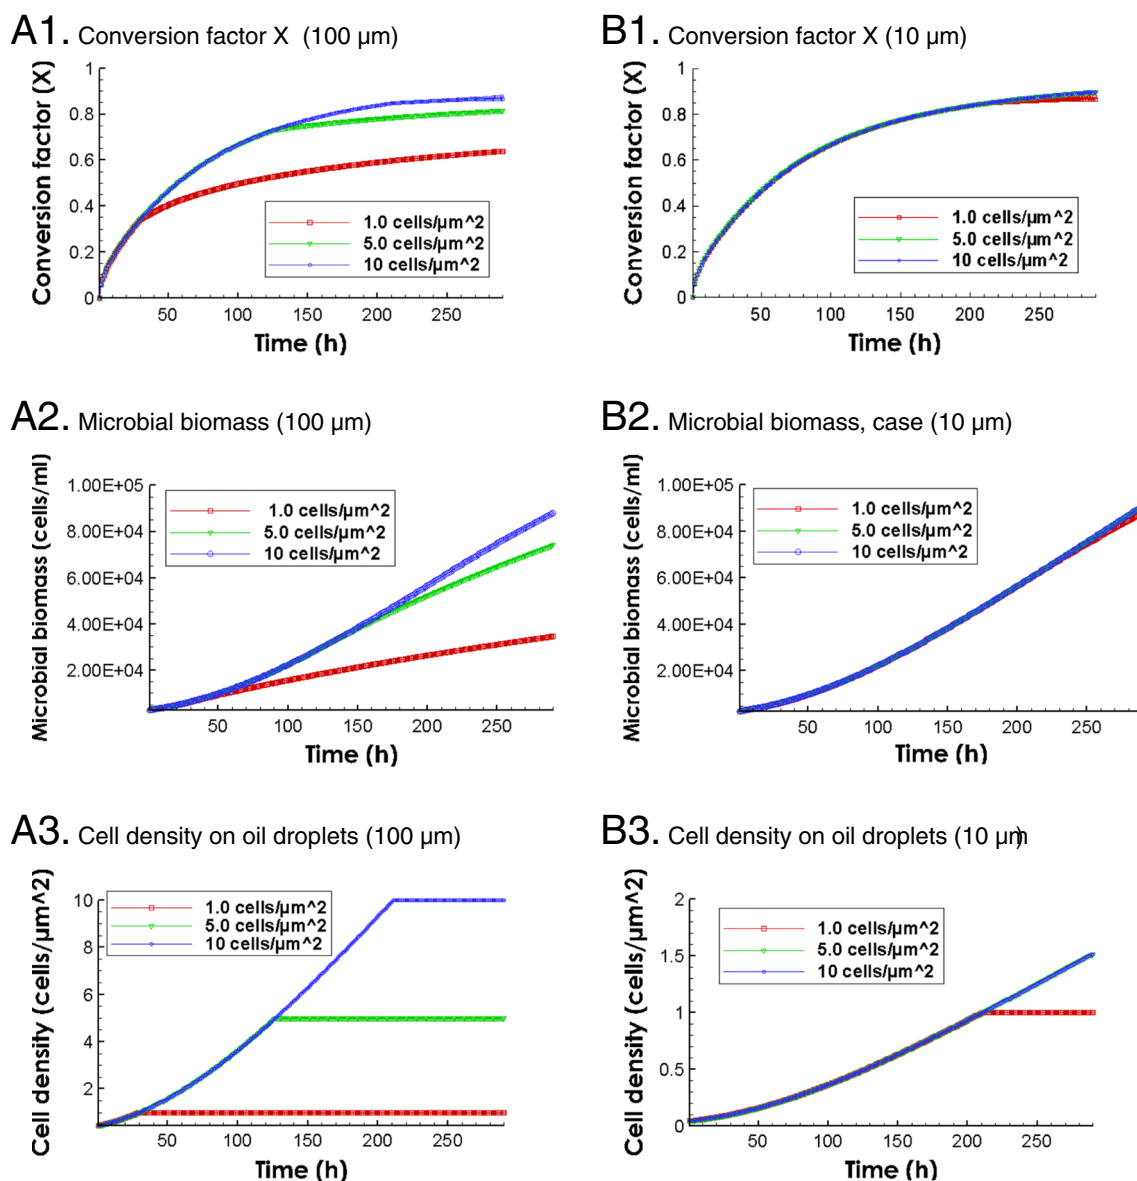 A1. Conversion factor X (100 µm)
B1. Conversion factor X (10 µm)
Conversion factor (X)
1
0.8
0.6
0.4
0.2
0
50
100
150
200
250
Time (h)
1.0 cells/µm^2
5.0 cells/µm^2
10 cells/µm^2
Conversion factor (X)
1
0.8
0.6
0.4
0.2
0
50
100
150
200
250
Time (h)
1.0 cells/µm^2
5.0 cells/µm^2
10 cells/µm^2
A2. Microbial biomass (100 µm)
B2. Microbial biomass, case (10 µm)
Microbial biomass (cells/ml)
1.00E+05
8.00E+04
6.00E+04
4.00E+04
2.00E+04
50
100
150
200
250
Time (h)
1.0 cells/µm^2
5.0 cells/µm^2
10 cells/µm^2
Microbial biomass (cells/ml)
1.00E+05
8.00E+04
6.00E+04
4.00E+04
2.00E+04
50
100
150
200
250
Time (h)
1.0 cells/µm^2
5.0 cells/µm^2
10 cells/µm^2
A3. Cell density on oil droplets (100 µm)
B3. Cell density on oil droplets (10 µm)
Cell density (cells/µm^2)
10
8
6
4
2
50
100
150
200
250
Time (h)
1.0 cells/µm^2
5.0 cells/µm^2
10 cells/µm^2
Cell density (cells/µm^2)
2
1.5
1
0.5
0
50
100
150
200
250
Time (h)
1.0 cells/µm^2
5.0 cells/µm^2
10 cells/µm^2